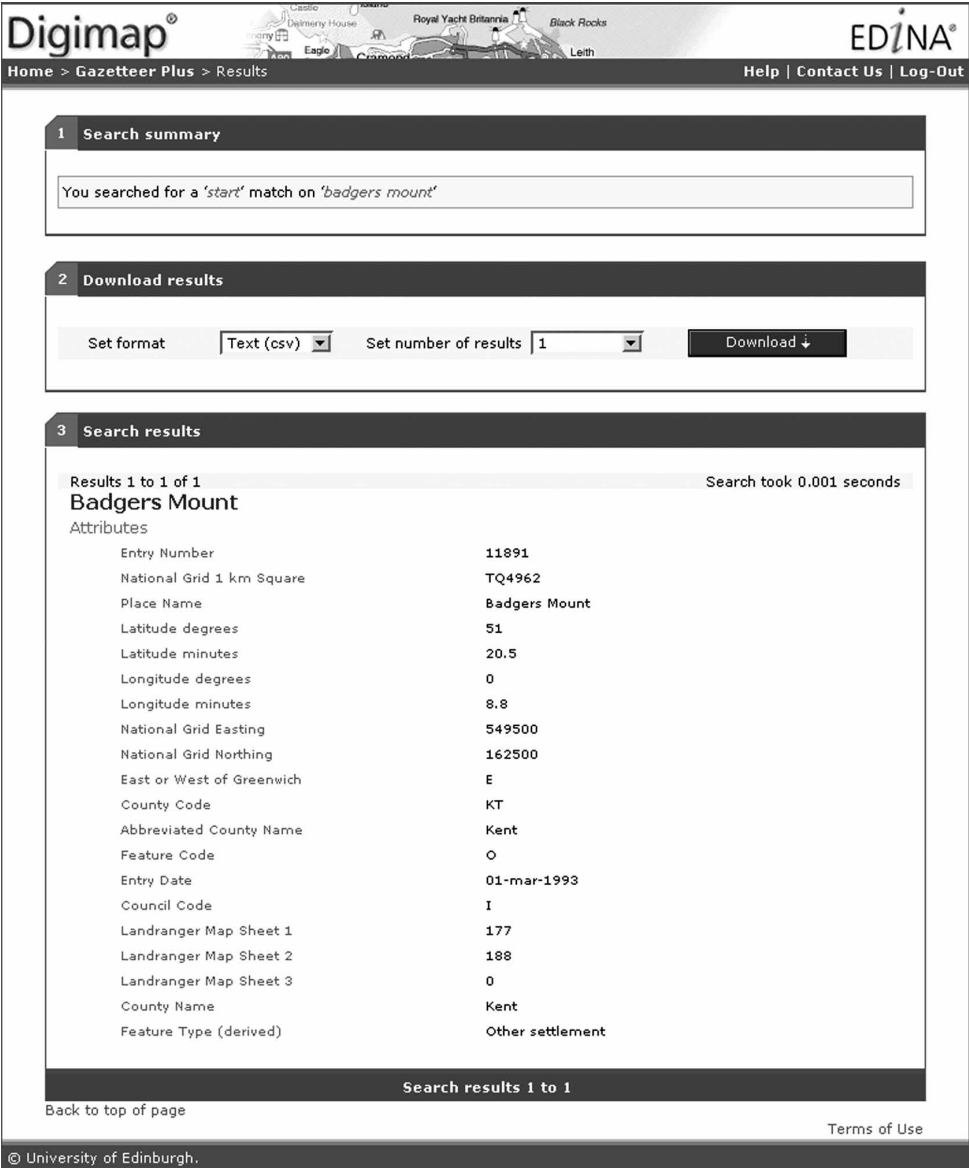 Digimap®
Castle
Dalmeny House
Eagle
Cramond
Royal Yacht Britannia
Black Rocks
Leith
EDINA®
Home > Gazetteer Plus > Results
Help | Contact Us | Log-Out
1 Search summary
You searched for a 'start' match on 'badgers mount'
2 Download results
Set format Text (csv) Set number of results 1 Download
3 Search results
Results 1 to 1 of 1 Search took 0.001 seconds
Badgers Mount
Attributes
Entry Number 11891
National Grid 1 km Square TQ4962
Place Name Badgers Mount
Latitude degrees 51
Latitude minutes 20.5
Longitude degrees 0
Longitude minutes 8.8
National Grid Easting 549500
National Grid Northing 162500
East or West of Greenwich E
County Code KT
Abbreviated County Name Kent
Feature Code O
Entry Date 01-mar-1993
Council Code I
Landranger Map Sheet 1 177
Landranger Map Sheet 2 188
Landranger Map Sheet 3 0
County Name Kent
Feature Type (derived) Other settlement
Search results 1 to 1
Back to top of page
Terms of Use
© University of Edinburgh.